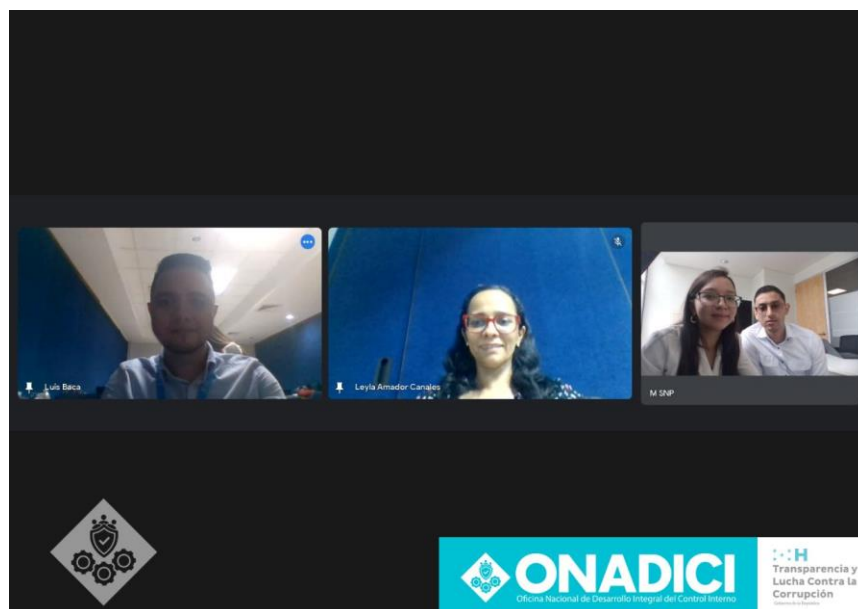 Luis Baca
Leyla Amador Canales
M SNP
ONADICI
Oficina Nacional de Desarrollo Integral del Control Interno
H
Transparencia y
Lucha Contra la
Corrupción